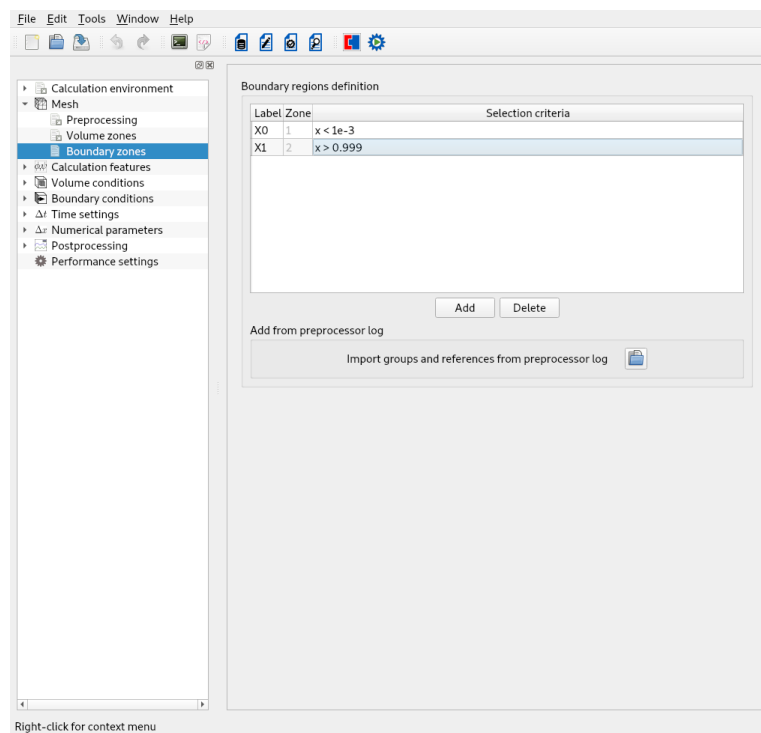 File Edit Tools Window Help
Boundary regions definition
Calculation environment
Mesh
Preprocessing
Volume zones
Boundary zones
Calculation features
Volume conditions
Boundary conditions
Δt Time settings
Δx Numerical parameters
Postprocessing
Performance settings
Label Zone Selection criteria
X0 1 x < 1e-3
X1 2 x > 0.999
Add Delete
Add from preprocessor log
Import groups and references from preprocessor log
Right-click for context menu